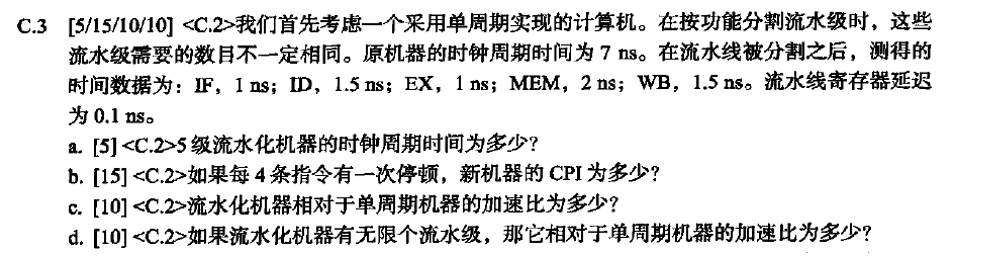 C.3 [5/15/10/10] <C.2>我们首先考虑一个采用单周期实现的计算机。在按功能分割流水级时，这些
流水级需要的数目不一定相同。原机器的时钟周期时间为 7 ns。在流水线被分割之后，测得的
时间数据为：IF，1 ns；ID，1.5 ns；EX，1 ns；MEM，2 ns；WB，1.5 ns。流水线寄存器延迟
为 0.1 ns。
a. [5] <C.2>5 级流水化机器的时钟周期时间为多少？
b. [15] <C.2>如果每 4 条指令有一次停顿，新机器的 CPI 为多少？
c. [10] <C.2>流水化机器相对于单周期机器的加速比为多少？
d. [10] <C.2>如果流水化机器有无限个流水级，那它相对于单周期机器的加速比为多少？